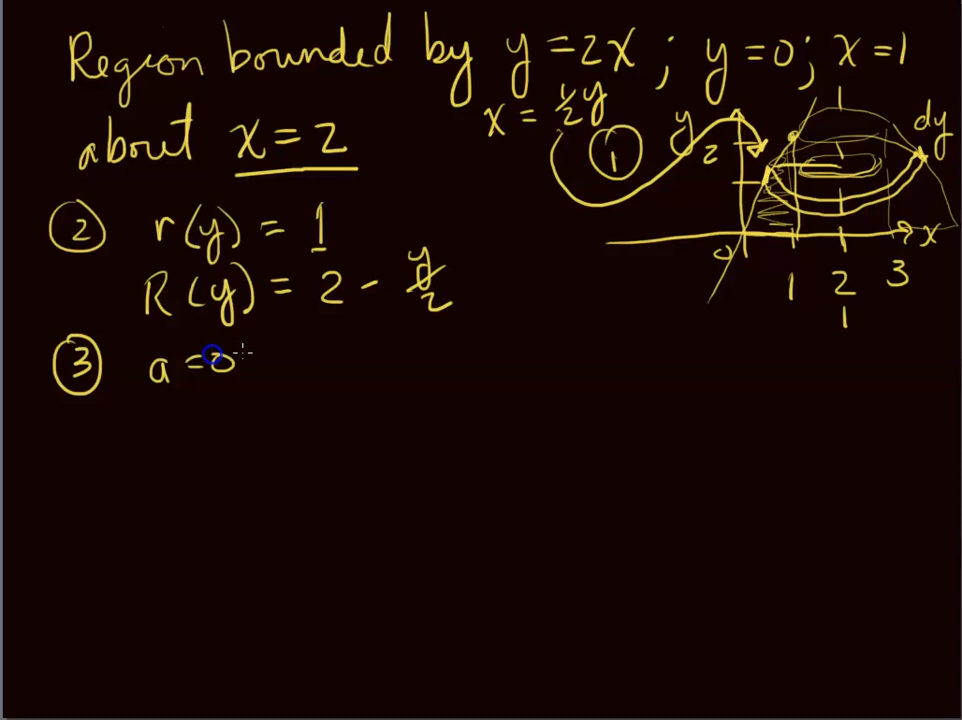 Region bounded by y = 2x ; y = 0; x = 1
x = 1/2 y
about x = 2
① y 2 dy
② r(y) = 1
0 x
R(y) = 2 - y/2
1 2 3
1
③ a = 0